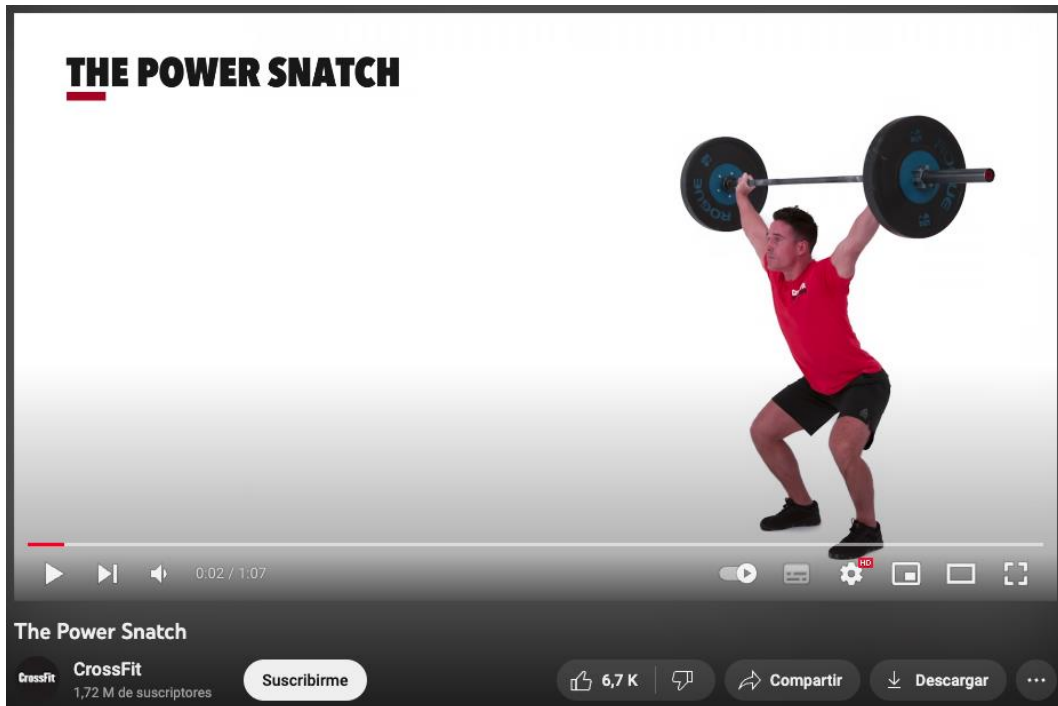 THE POWER SNATCH
ROGUE
0:02 / 1:07
HD
The Power Snatch
CrossFit
CrossFit
1,72 M de suscriptores
Suscribirme
6,7 K
Compartir
Descargar